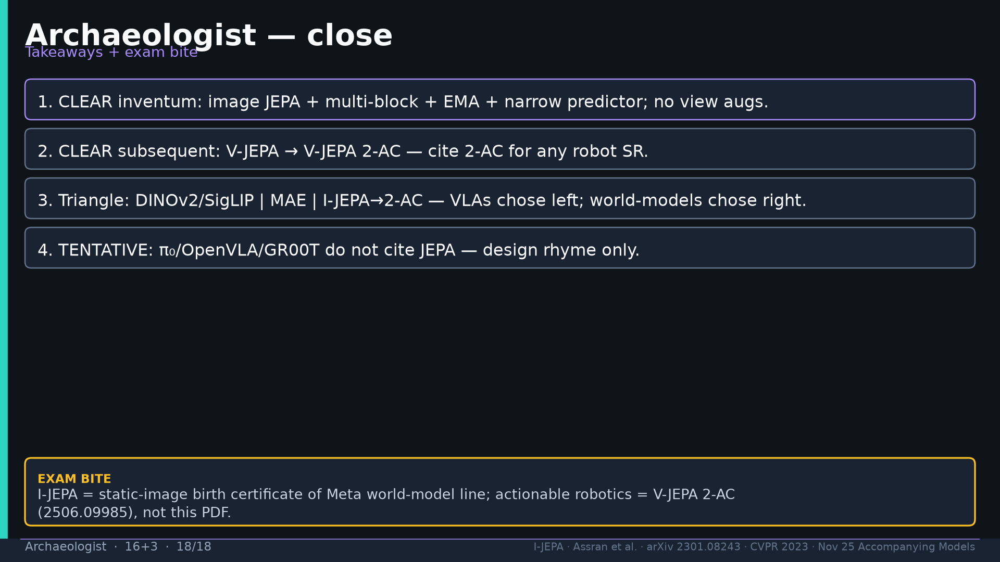 Archaeologist — close
Takeaways + exam bite
1. CLEAR inventum: image JEPA + multi-block + EMA + narrow predictor; no view augs.
2. CLEAR subsequent: V-JEPA → V-JEPA 2-AC — cite 2-AC for any robot SR.
3. Triangle: DINOv2/SigLIP | MAE | I-JEPA→2-AC — VLAs chose left; world-models chose right.
4. TENTATIVE: π₀/OpenVLA/GR00T do not cite JEPA — design rhyme only.
EXAM BITE
I-JEPA = static-image birth certificate of Meta world-model line; actionable robotics = V-JEPA 2-AC
(2506.09985), not this PDF.
Archaeologist · 16+3 · 18/18
I-JEPA · Assran et al. · arXiv 2301.08243 · CVPR 2023 · Nov 25 Accompanying Models